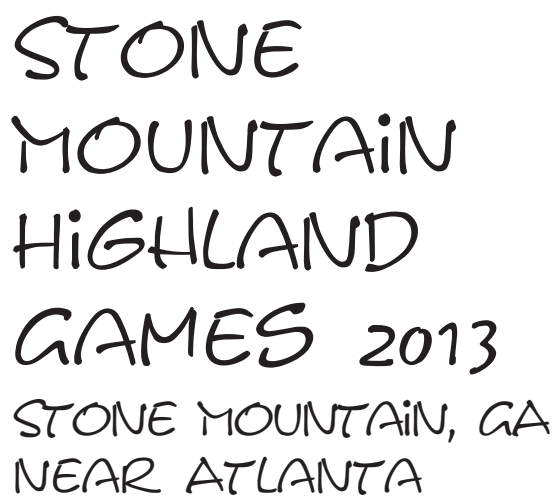 STONE
MOUNTAiN
HiGHLAND
GAMES 2013
STONE MOUNTAiN, GA
NEAR ATLANTA